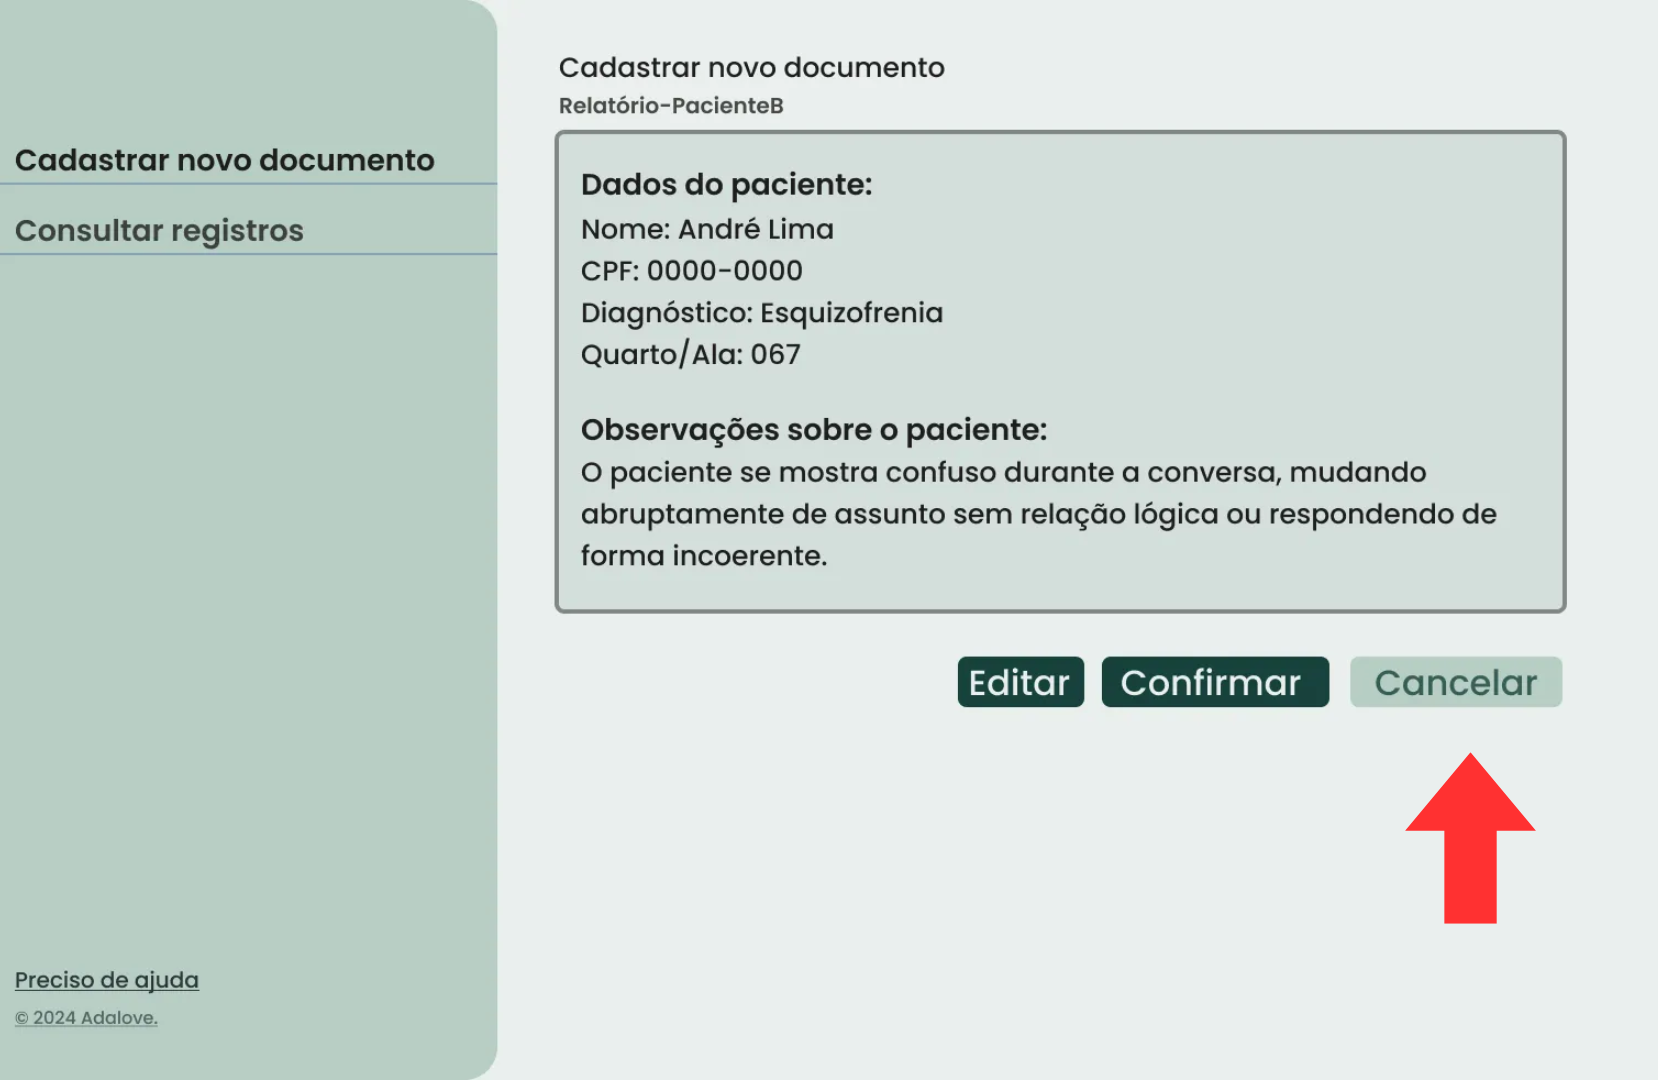 Cadastrar novo documento
Consultar registros
Preciso de ajuda
© 2024 Adalove.
Cadastrar novo documento
Relatório-PacienteB
Dados do paciente:
Nome: André Lima
CPF: 0000-0000
Diagnóstico: Esquizofrenia
Quarto/Ala: 067
Observações sobre o paciente:
O paciente se mostra confuso durante a conversa, mudando
abruptamente de assunto sem relação lógica ou respondendo de
forma incoerente.
Editar
Confirmar
Cancelar